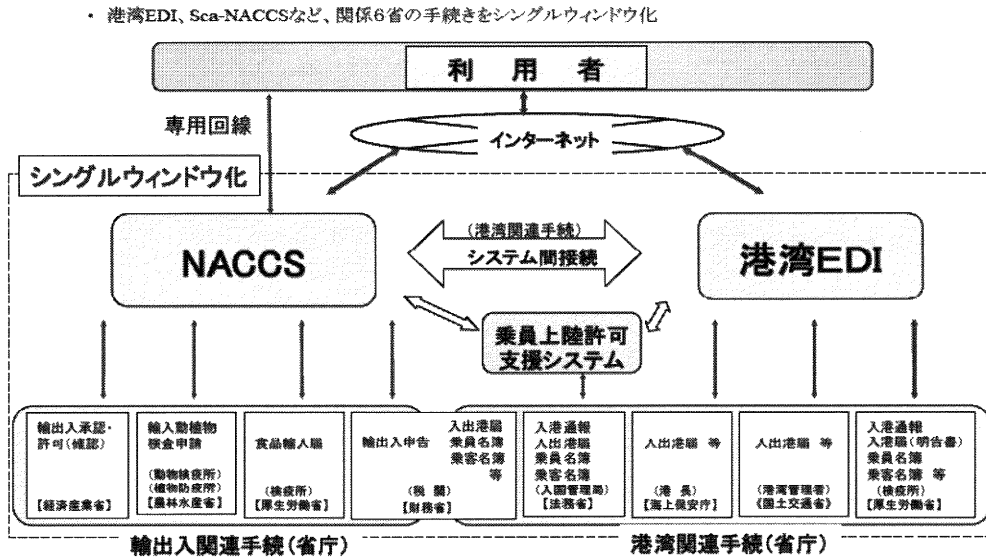 ・ 港湾EDI、Sca-NACCSなど、関係6省の手続きをシングルウィンドウ化
利 用 者
専用回線
インターネット
シングルウィンドウ化
NACCS
(港湾関連手続)
システム間接続
港湾EDI
乗員上陸許可
支援システム
輸出入承認・
許可(確認)
【経済産業省】
輸入動植物
検査申請
(動物検疫所)
(植物防疫所)
【農林水産省】
食品輸入届
(検疫所)
【厚生労働省】
輸出入申告
入出港届
乗員名簿
乗客名簿
等
(税 関)
【財務省】
入港通報
入出港届
乗員名簿
乗客名簿
(入国管理局)
【法務省】
入出港届 等
(港 長)
【海上保安庁】
入出港届 等
(港湾管理者)
《国土交通省》
入港通報
入港届(明告書)
乗員名簿
乗客名簿 等
(検疫所)
【厚生労働省】
輸出入関連手続(省庁)
港湾関連手続(省庁)